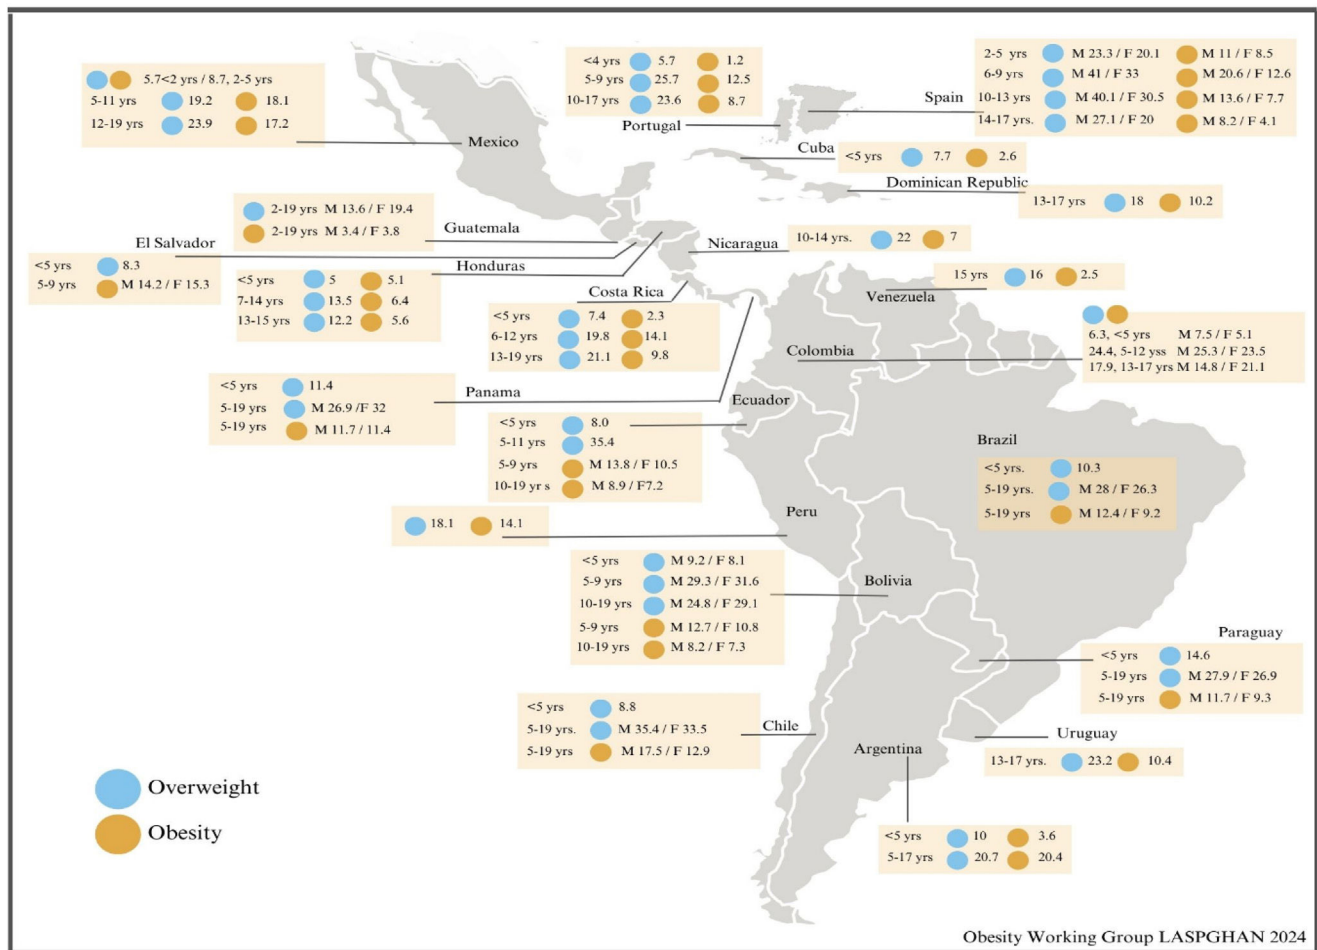 5.7<2 yrs / 8.7, 2-5 yrs
5-11 yrs 19.2 18.1
12-19 yrs 23.9 17.2
Mexico
<4 yrs 5.7 1.2
5-9 yrs 25.7 12.5
10-17 yrs 23.6 8.7
Portugal
2-5 yrs M 23.3 / F 20.1 M 11 / F 8.5
6-9 yrs M 41 / F 33 M 20.6 / F 12.6
10-13 yrs M 40.1 / F 30.5 M 13.6 / F 7.7
14-17 yrs. M 27.1 / F 20 M 8.2 / F 4.1
Spain
Cuba
<5 yrs 7.7 2.6
Dominican Republic
13-17 yrs 18 10.2
2-19 yrs M 13.6 / F 19.4
2-19 yrs M 3.4 / F 3.8
Guatemala
El Salvador
<5 yrs 8.3
5-9 yrs M 14.2 / F 15.3
Honduras
<5 yrs 5 5.1
7-14 yrs 13.5 6.4
13-15 yrs 12.2 5.6
Nicaragua
10-14 yrs. 22 7
Costa Rica
<5 yrs 7.4 2.3
6-12 yrs 19.8 14.1
13-19 yrs 21.1 9.8
15 yrs 16 2.5
Venezuela
Colombia
6.3, <5 yrs M 7.5 / F 5.1
24.4, 5-12 yss M 25.3 / F 23.5
17.9, 13-17 yrs M 14.8 / F 21.1
Panama
<5 yrs 11.4
5-19 yrs M 26.9 /F 32
5-19 yrs M 11.7 / 11.4
Ecuador
<5 yrs 8.0
5-11 yrs 35.4
5-9 yrs M 13.8 / F 10.5
10-19 yr s M 8.9 / F7.2
Brazil
<5 yrs. 10.3
5-19 yrs. M 28 / F 26.3
5-19 yrs M 12.4 / F 9.2
Peru
18.1 14.1
Bolivia
<5 yrs M 9.2 / F 8.1
5-9 yrs M 29.3 / F 31.6
10-19 yrs M 24.8 / F 29.1
5-9 yrs M 12.7 / F 10.8
10-19 yrs M 8.2 / F 7.3
Paraguay
<5 yrs 14.6
5-19 yrs M 27.9 / F 26.9
5-19 yrs M 11.7 / F 9.3
Chile
<5 yrs 8.8
5-19 yrs. M 35.4 / F 33.5
5-19 yrs M 17.5 / F 12.9
Uruguay
13-17 yrs. 23.2 10.4
Argentina
<5 yrs 10 3.6
5-17 yrs 20.7 20.4
Overweight
Obesity
Obesity Working Group LASPGHAN 2024